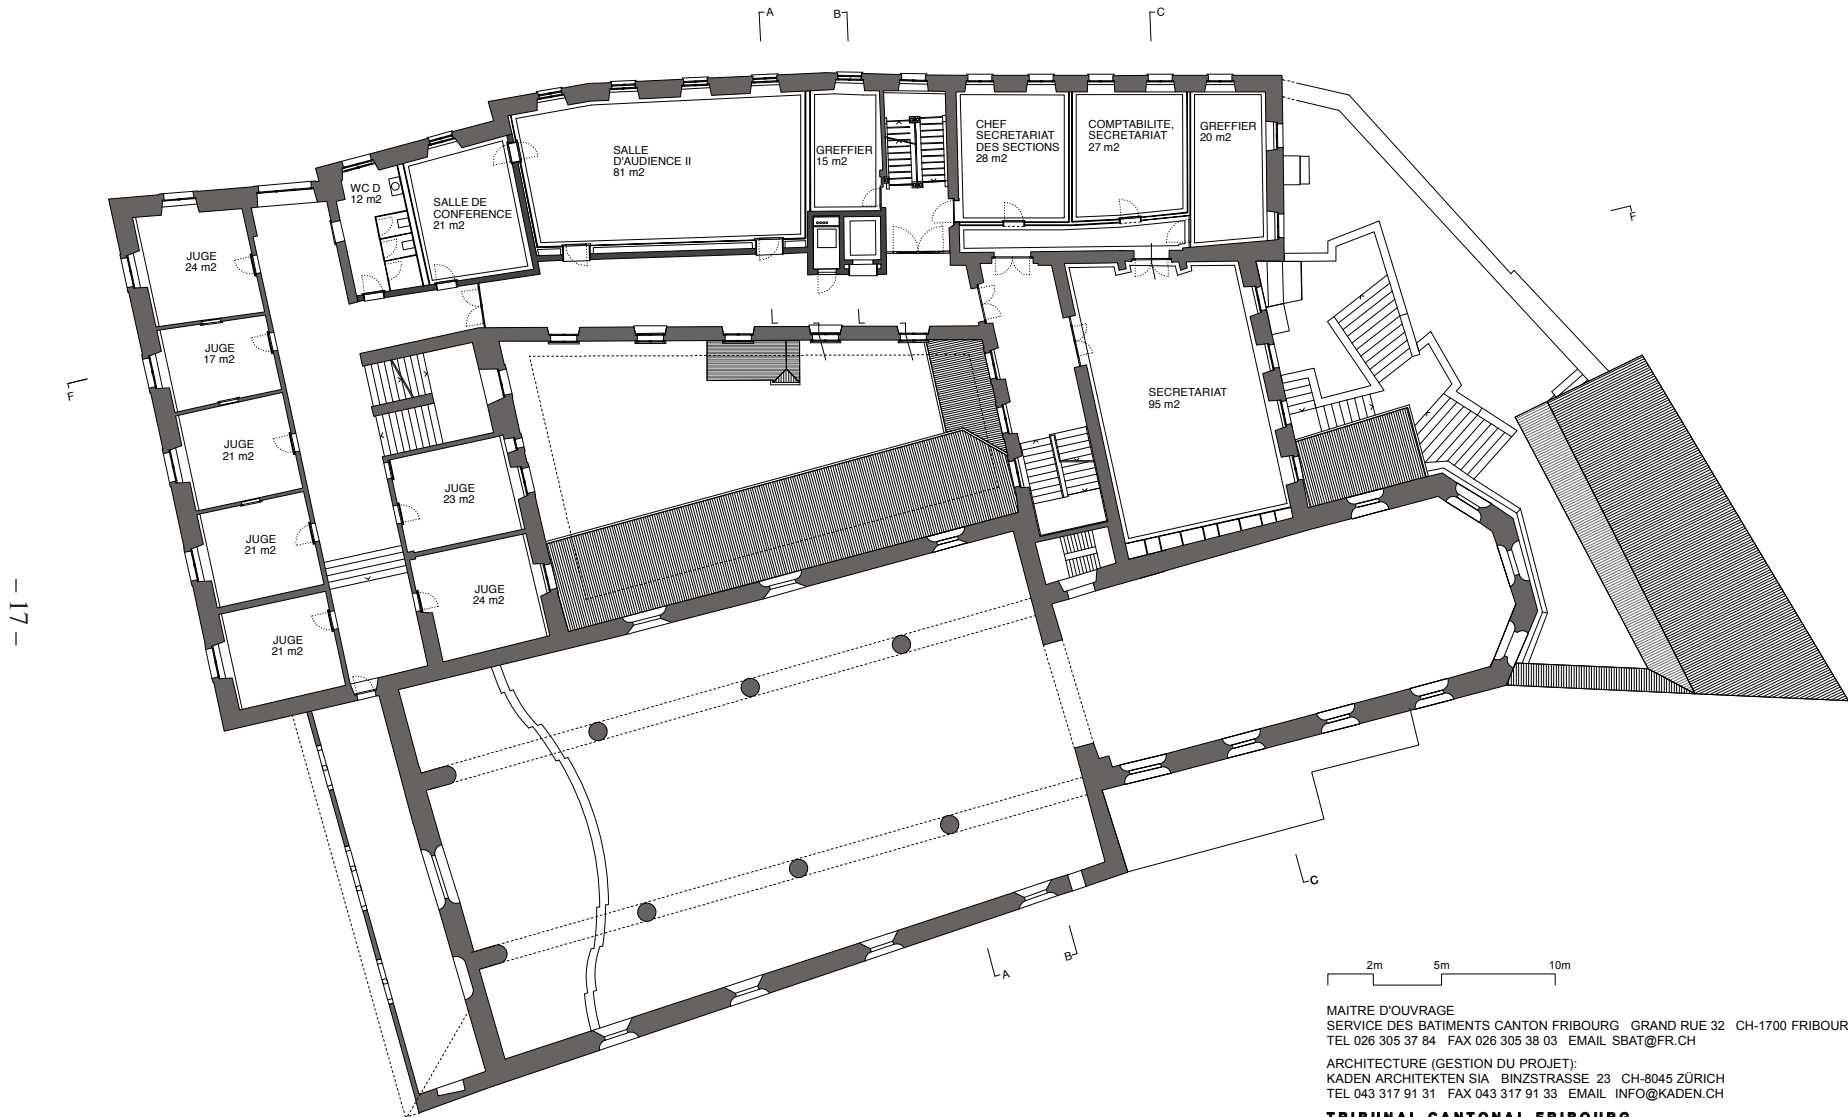 A
B
C
F
CHEF
SECRETARIAT
DES SECTIONS
28 m2
COMPTABILITE,
SECRETARIAT
27 m2
GREFFIER
20 m2
SALLE
D'AUDIENCE II
81 m2
GREFFIER
15 m2
WC D
12 m2
SALLE DE
CONFERENCE
21 m2
JUGE
24 m2
JUGE
17 m2
F
SECRETARIAT
95 m2
JUGE
21 m2
JUGE
23 m2
JUGE
21 m2
JUGE
24 m2
JUGE
21 m2
– 17 –
C
B
A
2m 5m 10m
MAITRE D'OUVRAGE
SERVICE DES BATIMENTS CANTON FRIBOURG GRAND RUE 32 CH-1700 FRIBOUR
TEL 026 305 37 84 FAX 026 305 38 03 EMAIL SBAT@FR.CH
ARCHITECTURE (GESTION DU PROJET):
KADEN ARCHITEKTEN SIA BINZSTRASSE 23 CH-8045 ZÜRICH
TEL 043 317 91 31 FAX 043 317 91 33 EMAIL INFO@KADEN.CH
TRIBUNAL CANTONAL FRIBOURG